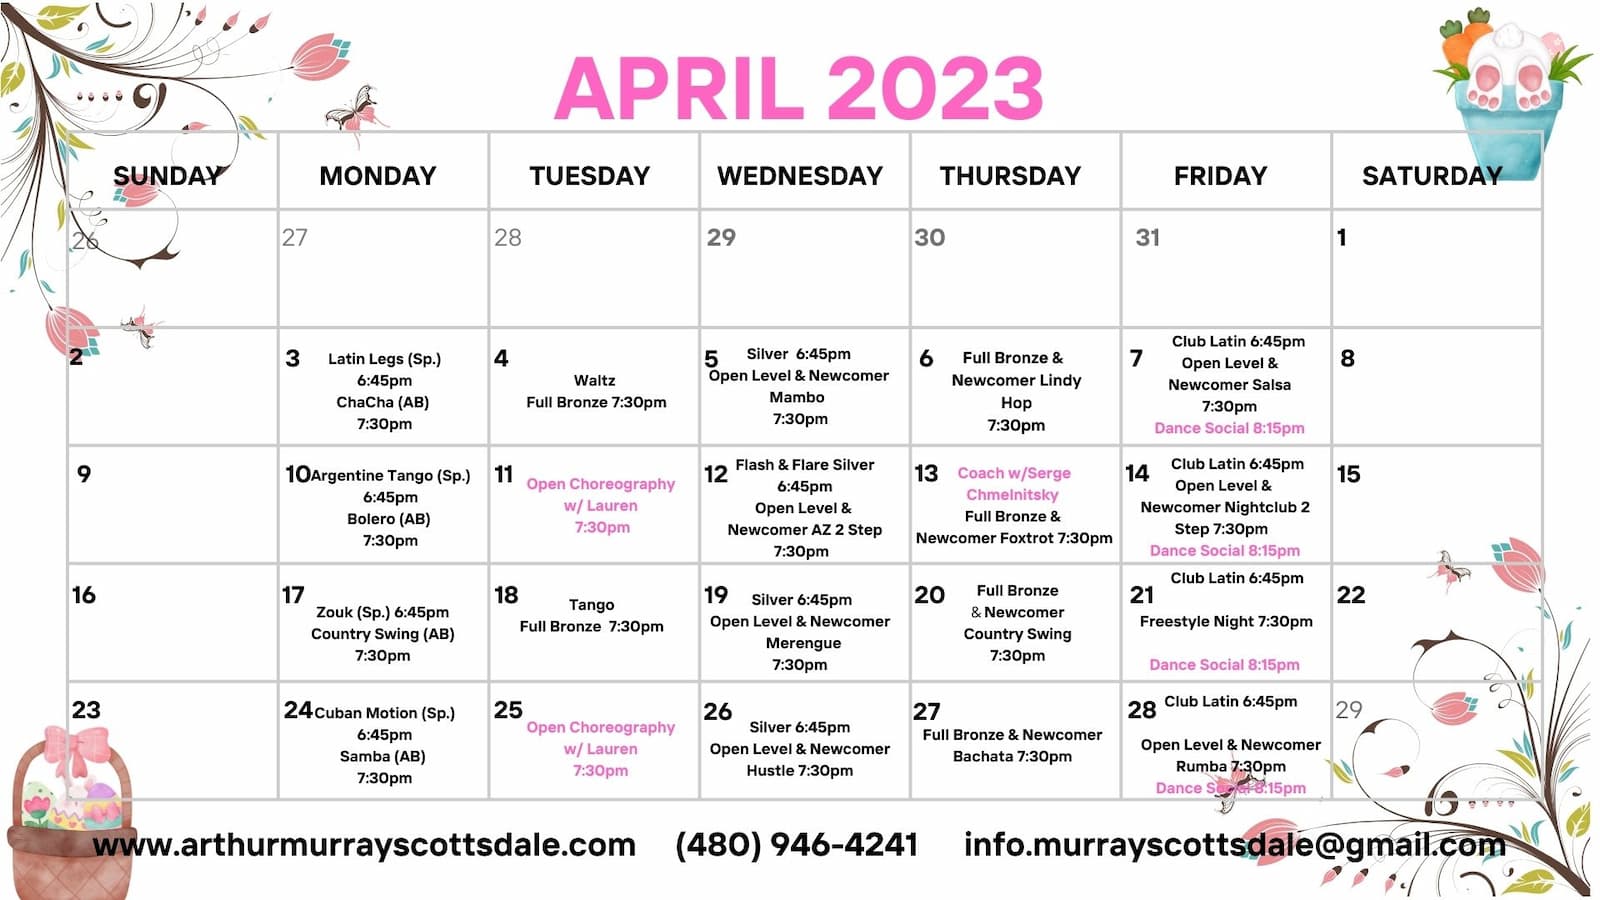 APRIL 2023
SUNDAY MONDAY TUESDAY WEDNESDAY THURSDAY FRIDAY SATURDAY
26 27 28 29 30 31 1
2
3 Latin Legs (Sp.)
6:45pm
ChaCha (AB)
7:30pm
4
Waltz
Full Bronze 7:30pm
5 Silver 6:45pm
Open Level & Newcomer
Mambo
7:30pm
6 Full Bronze &
Newcomer Lindy
Hop
7:30pm
7 Club Latin 6:45pm
Open Level &
Newcomer Salsa
7:30pm
Dance Social 8:15pm
8
9
10 Argentine Tango (Sp.)
6:45pm
Bolero (AB)
7:30pm
11 Open Choreography
w/ Lauren
7:30pm
12 Flash & Flare Silver
6:45pm
Open Level &
Newcomer AZ 2 Step
7:30pm
13 Coach w/Serge
Chmelnitsky
Full Bronze &
Newcomer Foxtrot 7:30pm
14 Club Latin 6:45pm
Open Level &
Newcomer Nightclub 2
Step 7:30pm
Dance Social 8:15pm
15
16
17
Zouk (Sp.) 6:45pm
Country Swing (AB)
7:30pm
18 Tango
Full Bronze 7:30pm
19 Silver 6:45pm
Open Level & Newcomer
Merengue
7:30pm
20 Full Bronze
& Newcomer
Country Swing
7:30pm
21 Club Latin 6:45pm
Freestyle Night 7:30pm
Dance Social 8:15pm
22
23
24 Cuban Motion (Sp.)
6:45pm
Samba (AB)
7:30pm
25
Open Choreography
w/ Lauren
7:30pm
26
Silver 6:45pm
Open Level & Newcomer
Hustle 7:30pm
27
Full Bronze & Newcomer
Bachata 7:30pm
28 Club Latin 6:45pm
Open Level & Newcomer
Rumba 7:30pm
Dance Social 8:15pm
29
www.arthurmurrayscottsdale.com (480) 946-4241 info.murrayscottsdale@gmail.com